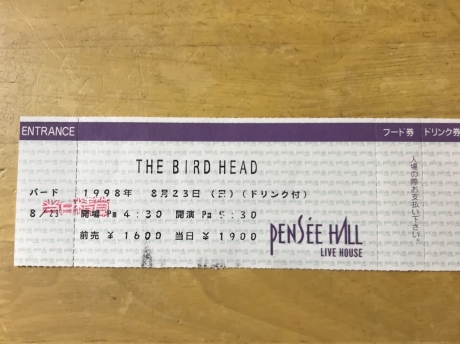 ENTRANCE
フード券
ドリンク券
THE BIRD HEAD
バード
1998年 8月23日 (日) (ドリンク付)
8/23
開場 Pm 4:30 開演 Pm 5:30
前売 ¥ 1600 当日 ¥ 1900
PENSÉE HALL
LIVE HOUSE
入場の際お支払い下さい。